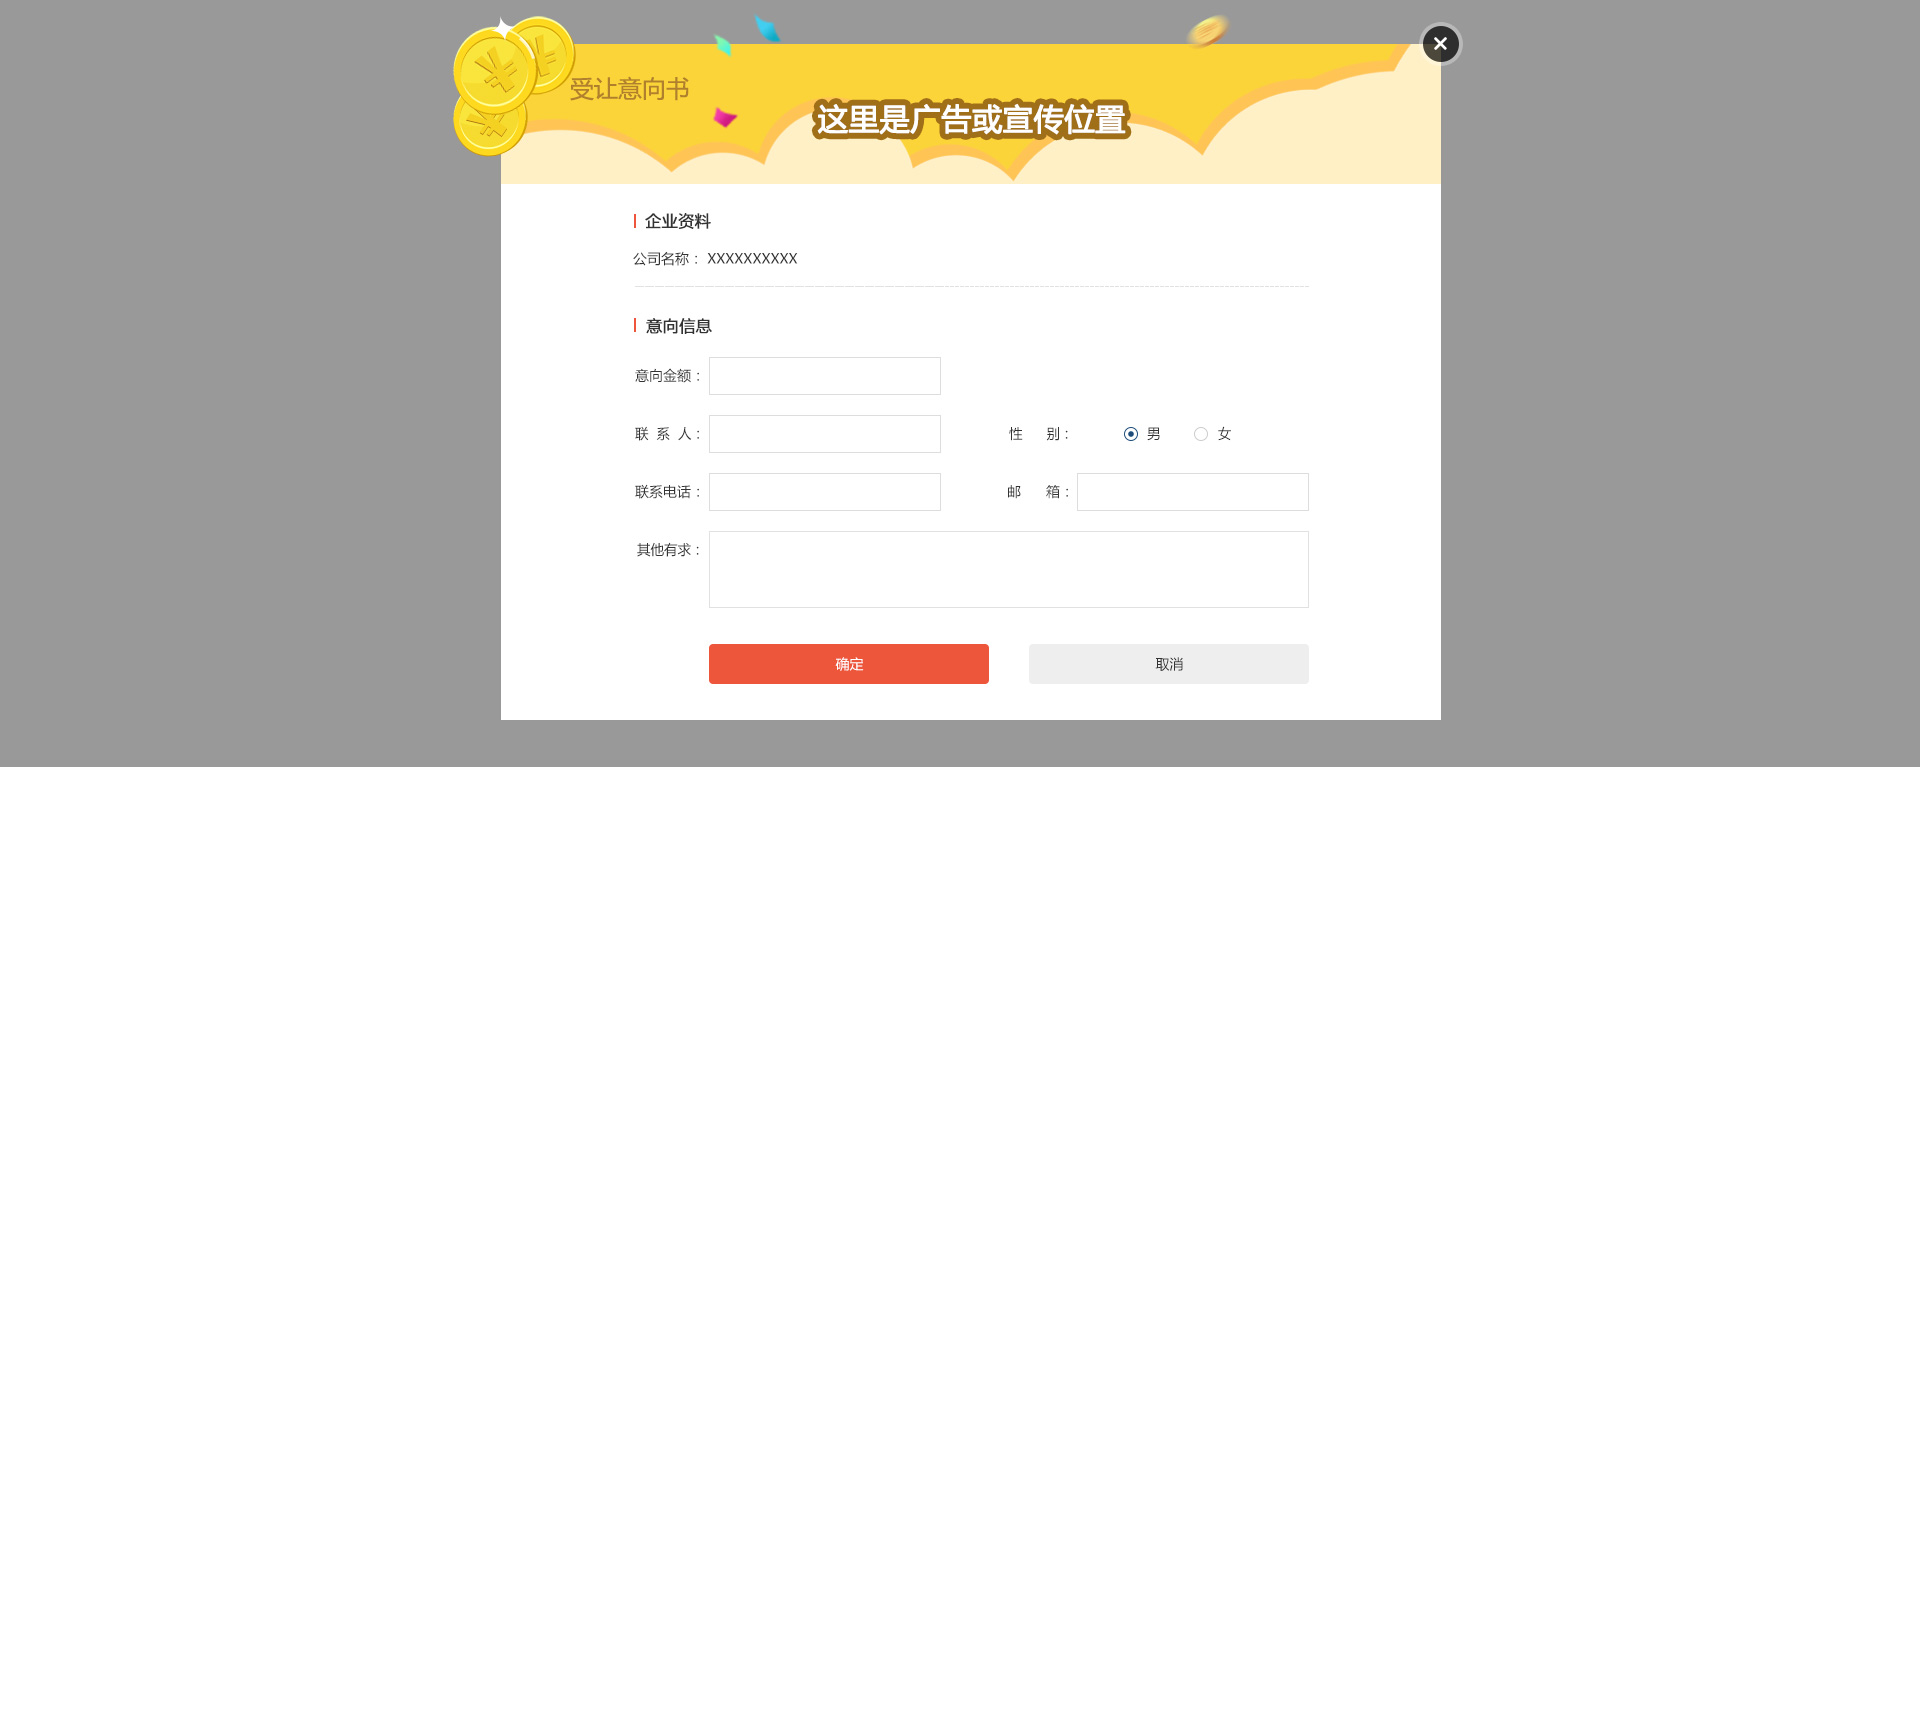 受让意向书
这里是广告或宣传位置
企业资料
公司名称： XXXXXXXXXX
意向信息
意向金额：
联 系 人： 性 别： 男 女
联系电话： 邮 箱：
其他有求：
确定 取消